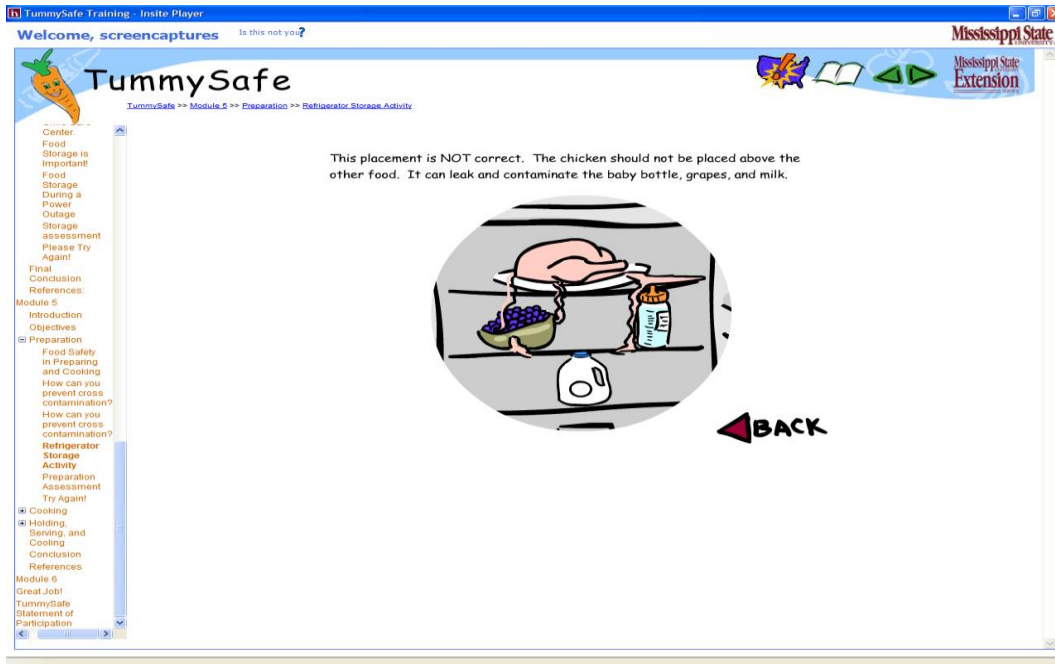 TummySafe Training - Insite Player
Welcome, screencaptures
Is this not you?
Mississippi State
UNIVERSITY
TummySafe
Mississippi State
Extension
TummySafe >> Module 5 >> Preparation >> Refrigerator Storage Activity
Center.
Food
Storage is
Important!
Food
Storage
During a
Power
Outage
Storage
assessment
Please Try
Again!
Final
Conclusion
References:
Module 5
Introduction
Objectives
Preparation
Food Safety
in Preparing
and Cooking
How can you
prevent cross
contamination?
How can you
prevent cross
contamination?
Refrigerator
Storage
Activity
Preparation
Assessment
Try Again!
Cooking
Holding,
Serving, and
Cooling
Conclusion
References
Module 6
Great Job!
TummySafe
Statement of
Participation
This placement is NOT correct. The chicken should not be placed above the
other food. It can leak and contaminate the baby bottle, grapes, and milk.
BACK